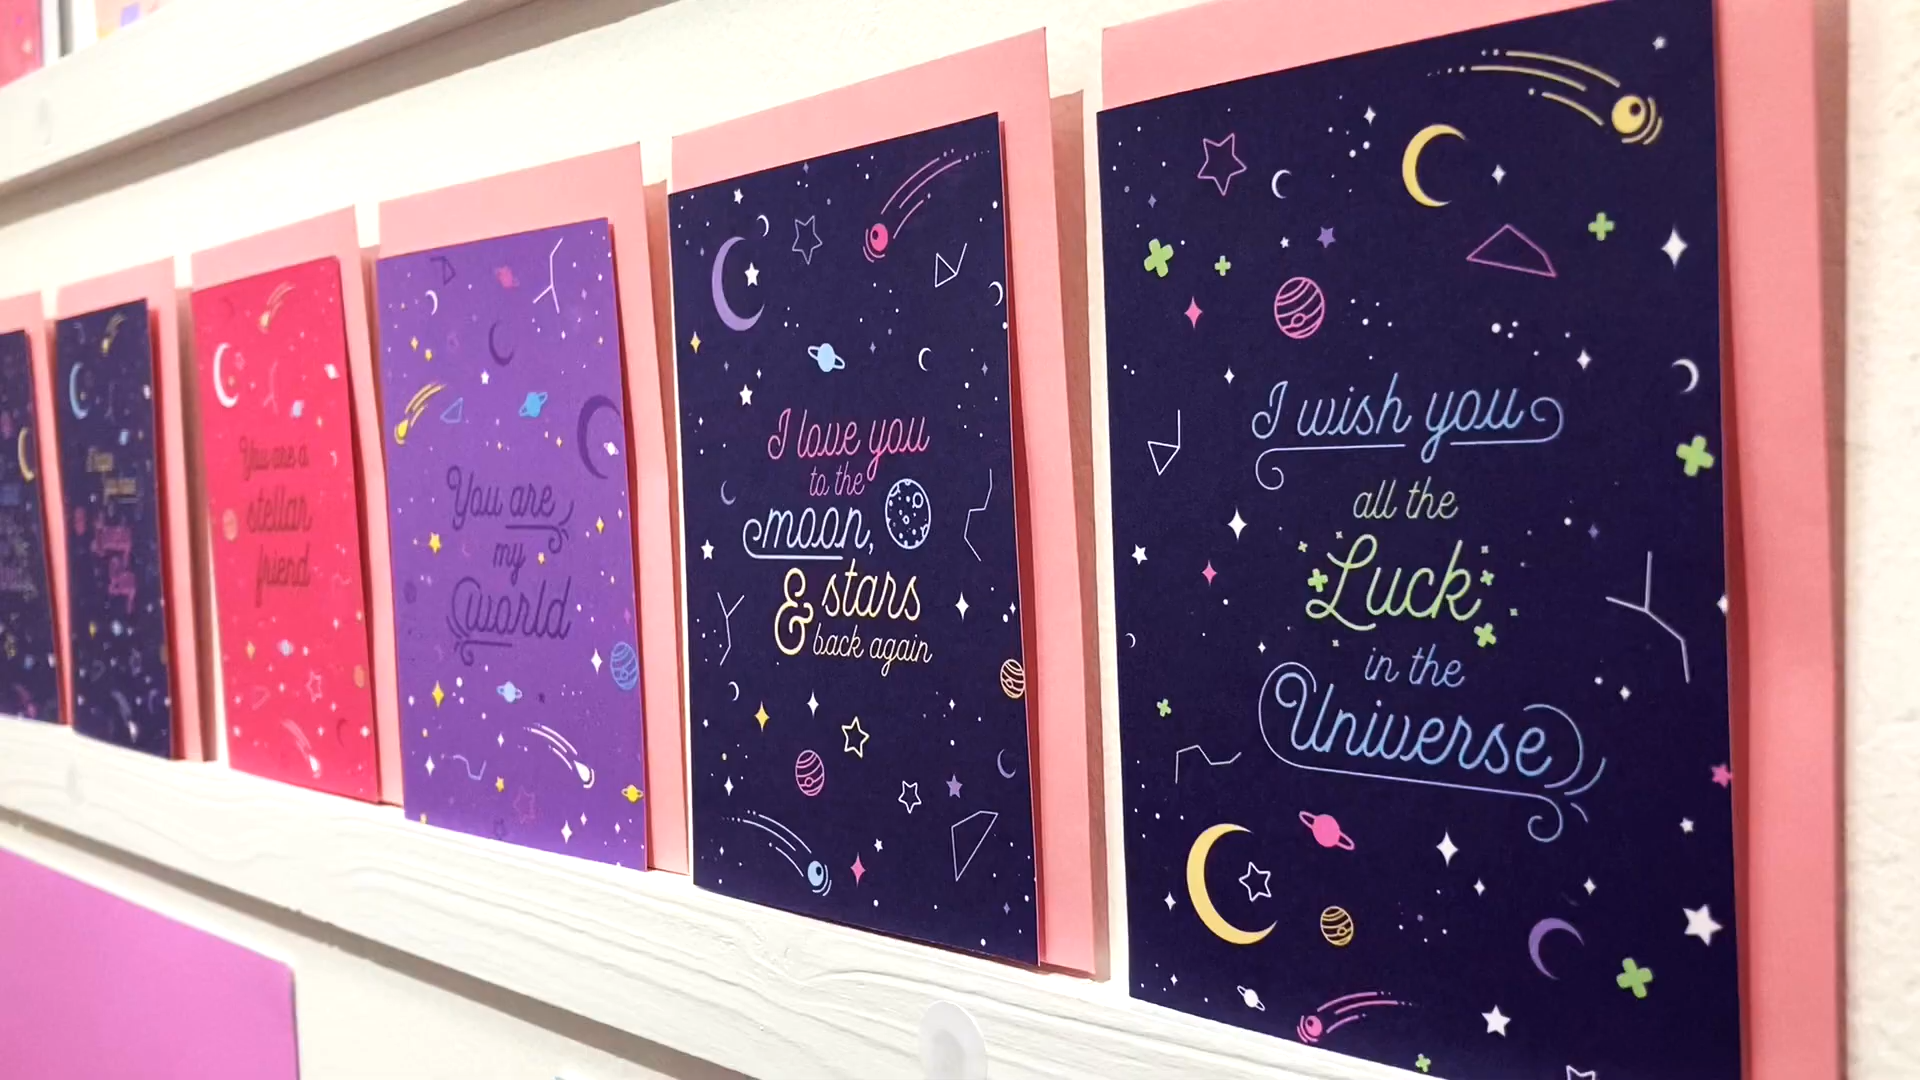 You are a
stellar
friend
You are
my
world
I love you
to the
moon,
& stars
back again
I wish you
all the
Luck
in the
Universe